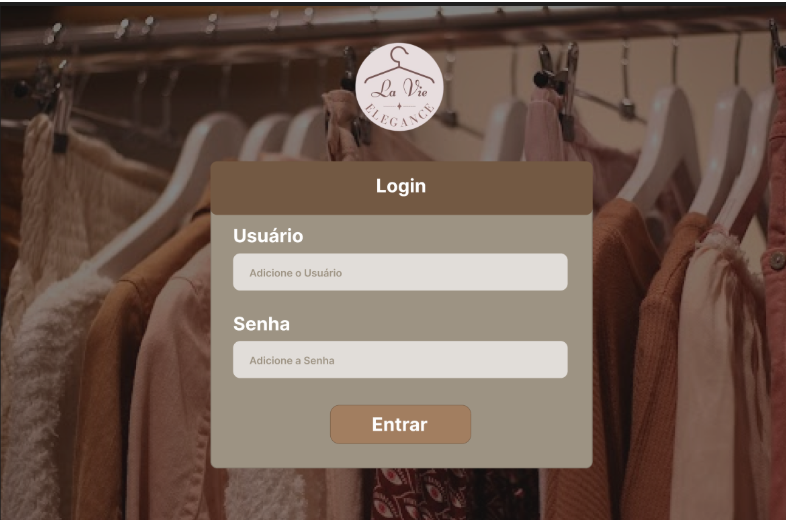 La Vie
ELEGANCE
Login
Usuário
Adicione o Usuário
Senha
Adicione a Senha
Entrar